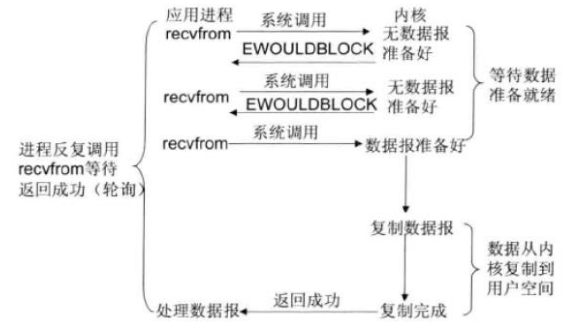 应用进程
系统调用
内核
recvfrom
无数据报
EWOULDBLOCK
准备好
系统调用
无数据报
recvfrom
EWOULDBLOCK
准备好
等待数据
准备就绪
系统调用
recvfrom
数据报准备好
进程反复调用
recvfrom等待
返回成功（轮询）
复制数据报
数据从内
核复制到
用户空间
返回成功
处理数据报
复制完成